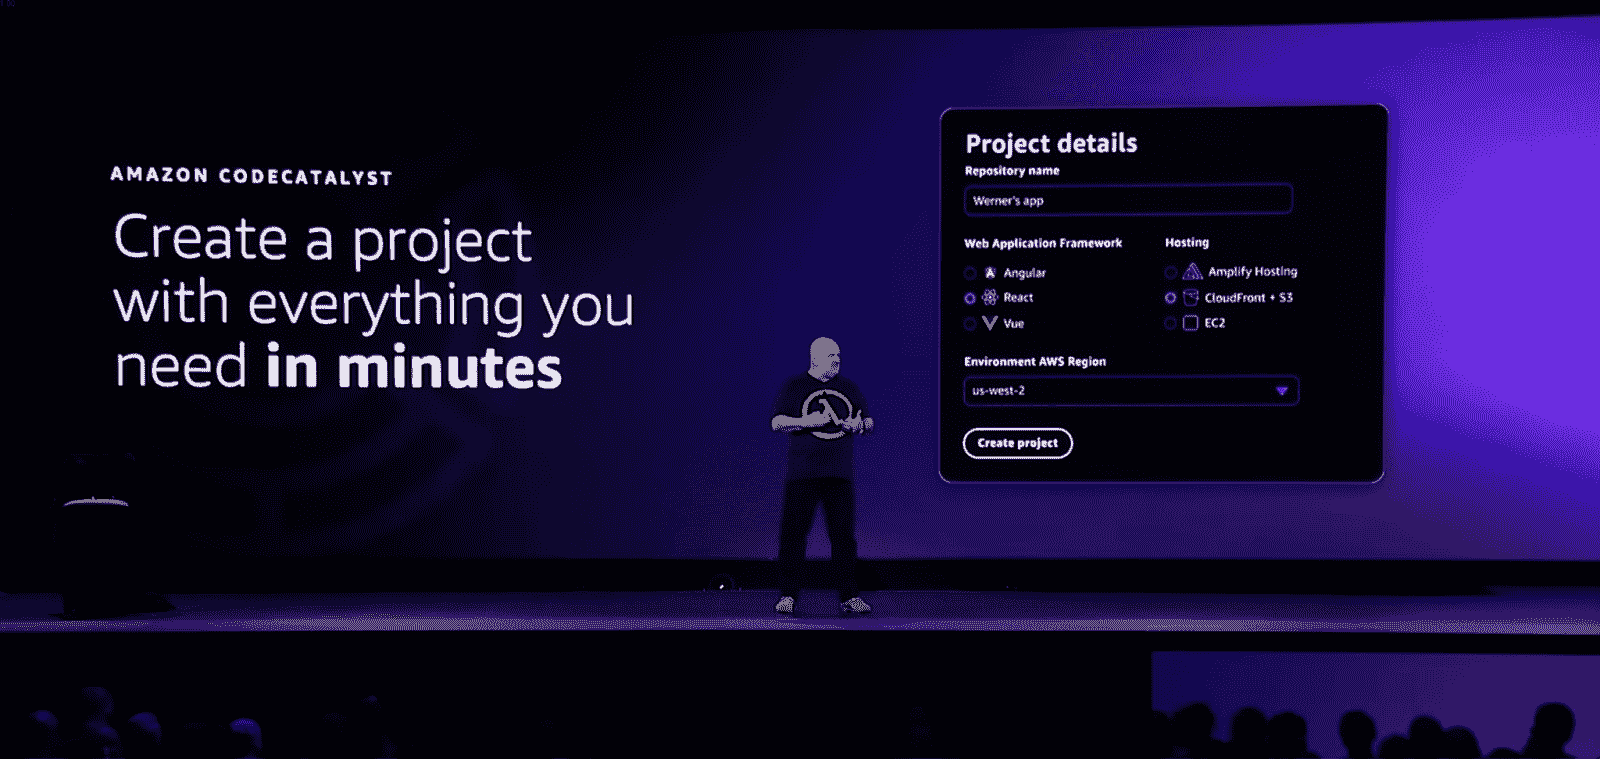 AMAZON CODECATALYST
Create a project
with everything you
need in minutes
Project details
Repository name
Werner's app
Web Application Framework
Angular
React
Vue
Hosting
Amplify Hosting
CloudFront + S3
EC2
Environment AWS Region
us-west-2
Create project